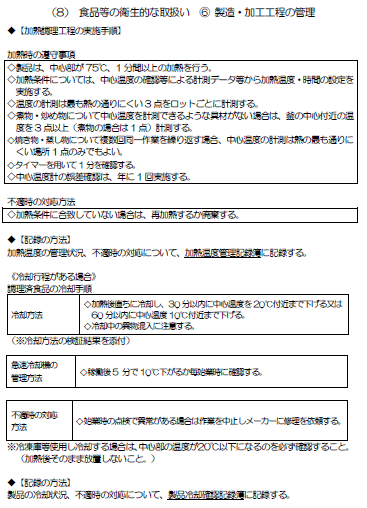 （８） 食品等の衛生的な取扱い ⑥ 製造・加工工程の管理
◆【加熱調理工程の実施手順】
加熱時の遵守事項
◇製品は、中心部が 75℃、1 分間以上の加熱を行う。
◇加熱条件については、中心温度の確認等による計測データ等から加熱温度・時間の設定を
実施する。
◇温度の計測は最も熱の通りにくい 3 点をロットごとに計測する。
◇煮物・炒め物について中心温度を計測できるような具材がない場合は、釜の中心付近の温
度を 3 点以上（煮物の場合は 1 点）計測する。
◇焼き物・蒸し物について複数回同一作業を繰り返す場合、中心温度の計測は熱の最も通りに
くい場所 1 点のみでもよい。
◇タイマーを用いて 1 分を確認する。
◇中心温度計の誤差確認は、年に 1 回実施する。
不適時の対応方法
◇加熱条件に合致していない場合は、再加熱するか廃棄する。
◆【記録の方法】
加熱温度の管理状況、不適時の対応について、加熱温度管理記録簿に記録する。
《冷却行程がある場合》
調理済食品の冷却手順
冷却方法
◇加熱後直ちに冷却し、30 分以内に中心温度を 20℃付近まで下げる又は
60 分以内に中心温度 10℃付近まで下げる。
◇冷却中の異物混入に注意する。
（※冷却方法の検証結果を添付）
急速冷却機の
管理方法
◇稼働後 5 分で 10℃下がるか毎始業時に確認する。
不適時の対応
方法
◇始業時の点検で異常がある場合は作業を中止しメーカーに修理を依頼する。
※冷凍庫等使用し冷却する場合は、中心部の温度が20℃以下になるのを必ず確認すること。
（加熱後そのまま放置しないこと。）
◆【記録の方法】
製品の冷却状況、不適時の対応について、製品冷却確認記録簿に記録する。